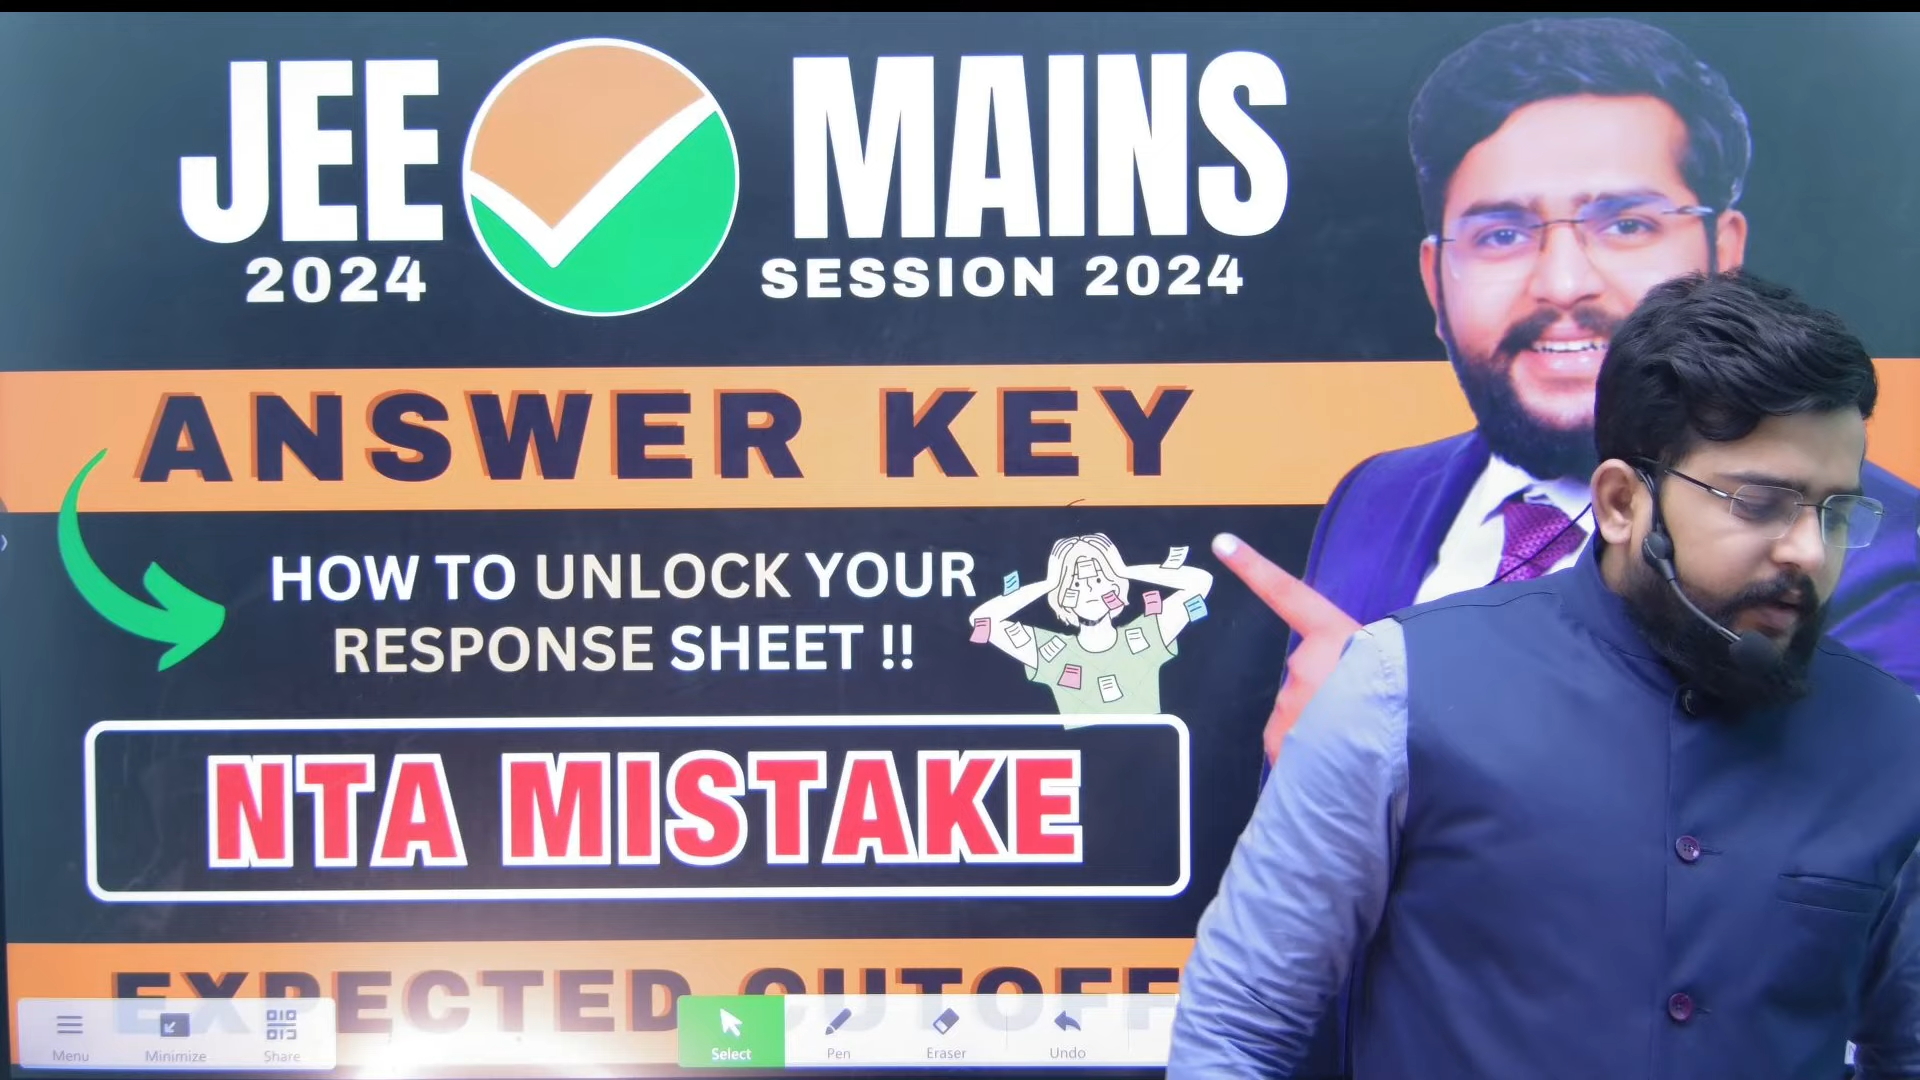 JEE
2024
MAINS
SESSION 2024
ANSWER KEY
HOW TO UNLOCK YOUR
RESPONSE SHEET !!
NTA MISTAKE
EXPECTED CUTOFF
Menu
Minimize
Share
Select
Pen
Eraser
Undo